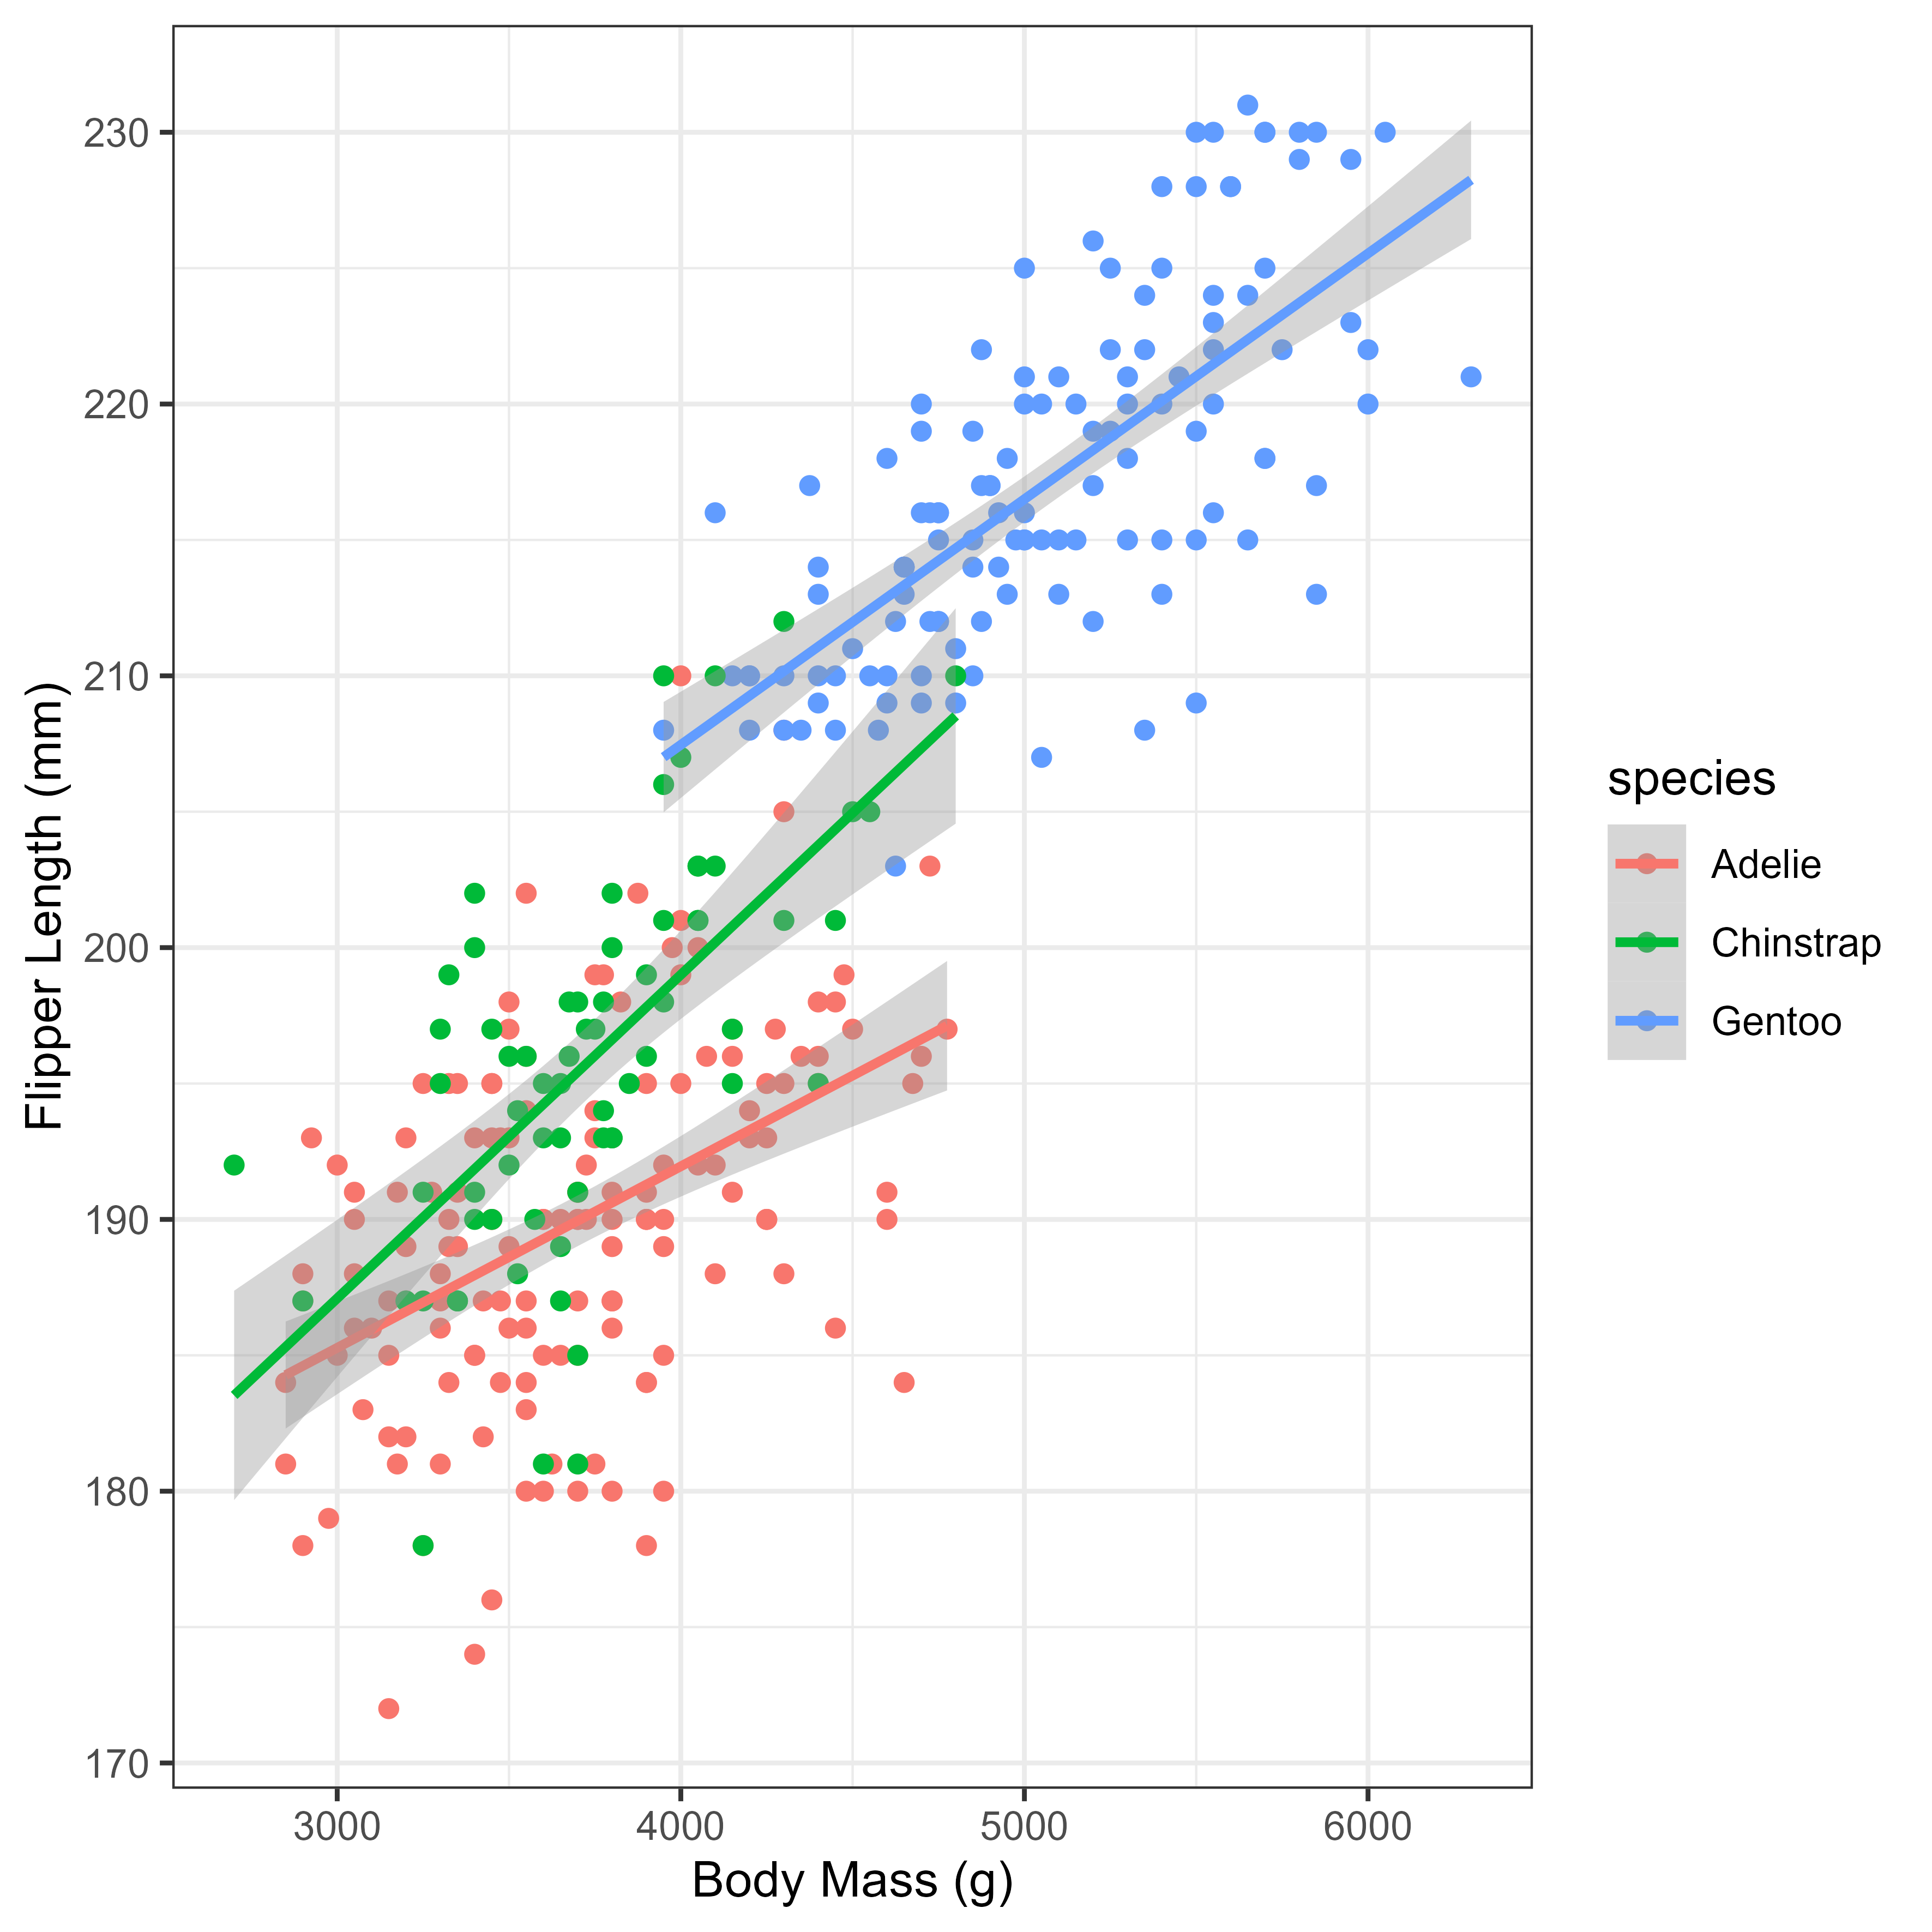 230
220
210
200
190
180
170
Flipper Length (mm)
3000 4000 5000 6000
Body Mass (g)
species
Adelie
Chinstrap
Gentoo